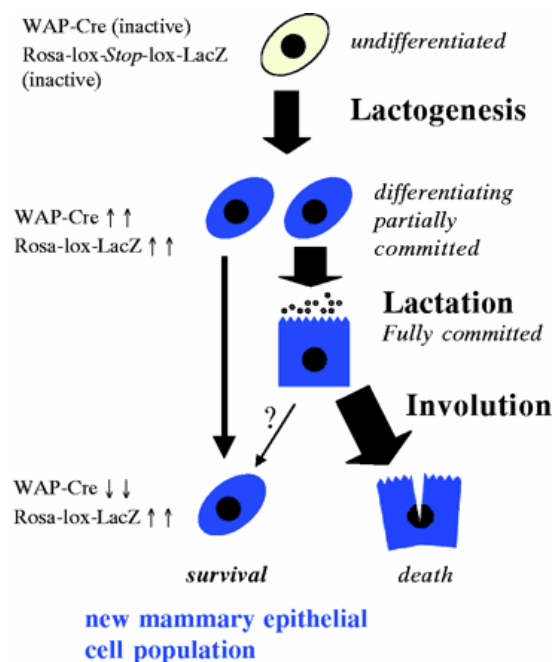 WAP-Cre (inactive)
Rosa-lox-Stop-lox-LacZ
(inactive)
undifferentiated
Lactogenesis
WAP-Cre ↑ ↑
Rosa-lox-LacZ ↑ ↑
differentiating
partially
committed
Lactation
Fully committed
Involution
?
WAP-Cre ↓ ↓
Rosa-lox-LacZ ↑ ↑
survival
death
new mammary epithelial
cell population